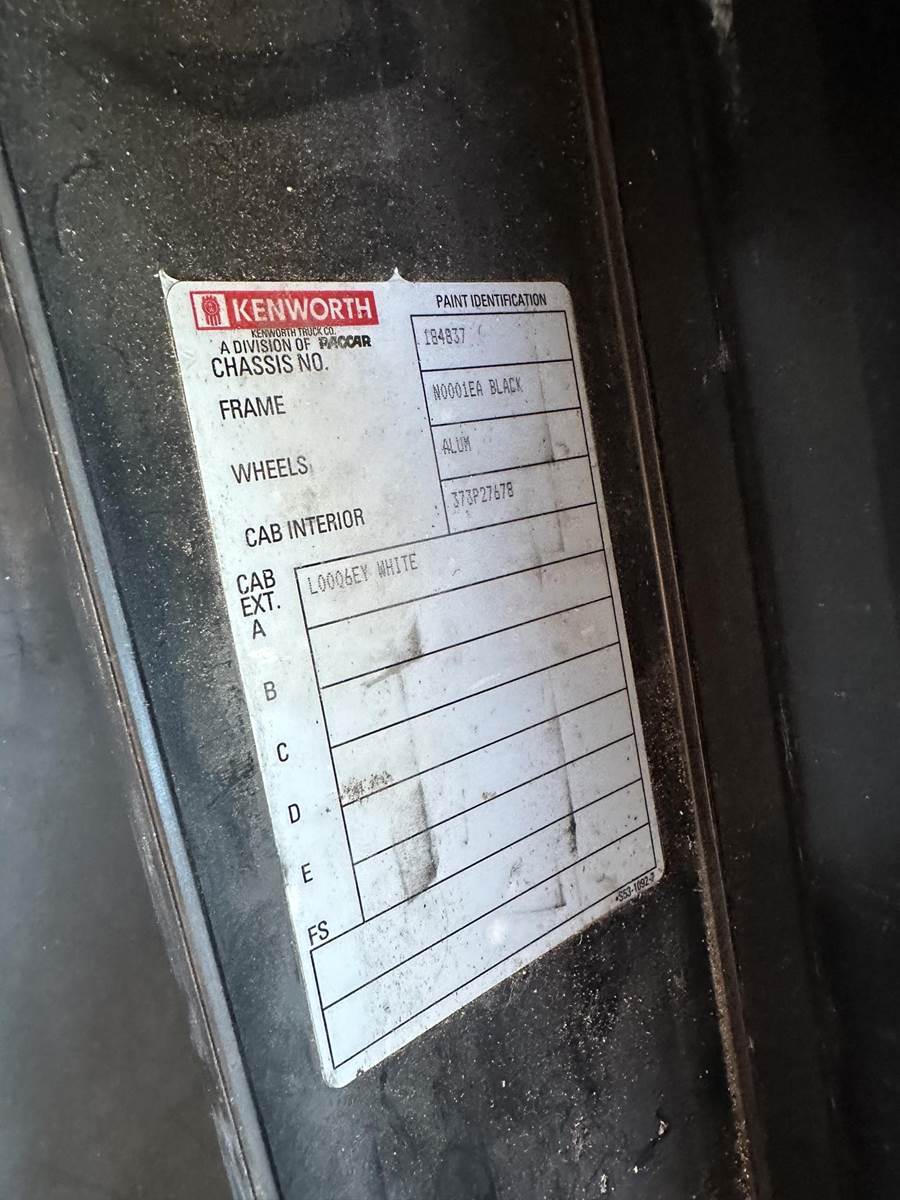 KENWORTH
KENWORTH TRUCK CO.
A DIVISION OF PACCAR
PAINT IDENTIFICATION
CHASSIS NO. 184837
FRAME N0001EA BLACK
WHEELS ALUM
CAB INTERIOR 373P27678
CAB
EXT.
A L0006EY WHITE
B
C
D
E
FS